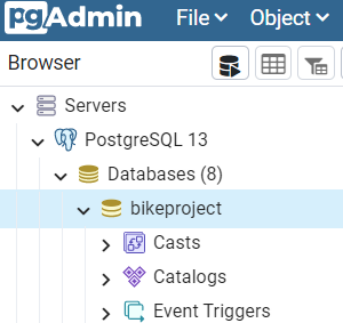 pgAdmin File Object
Browser
Servers
PostgreSQL 13
Databases (8)
bikeproject
Casts
Catalogs
Event Triggers